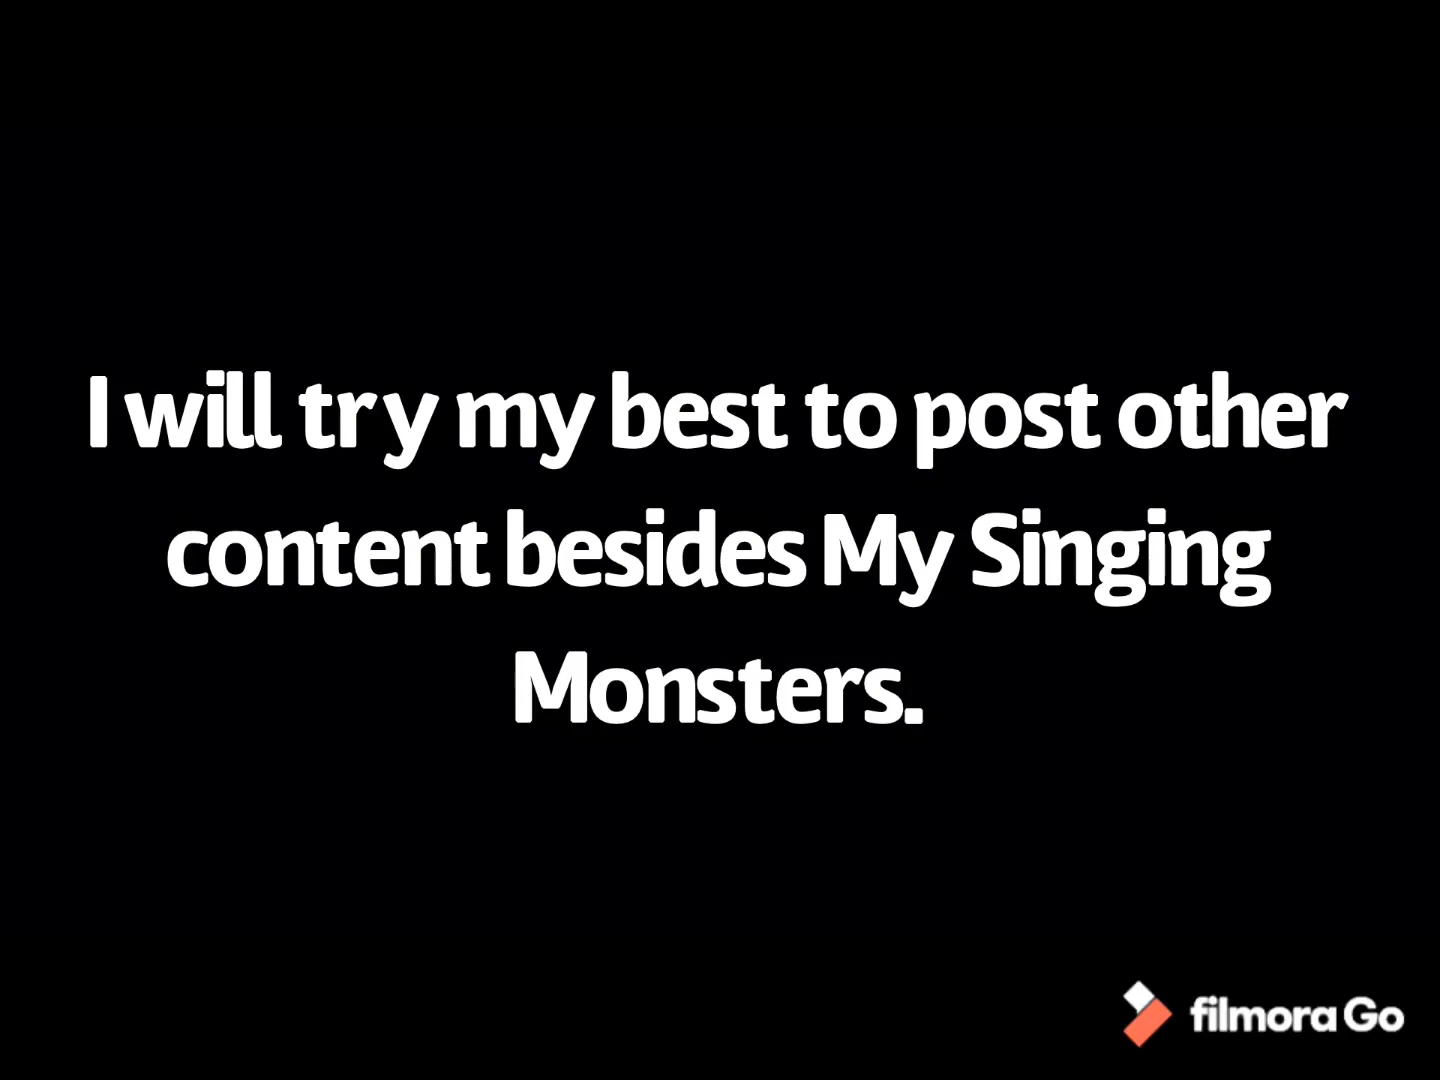 I will try my best to post other
content besides My Singing
Monsters.
filmora Go